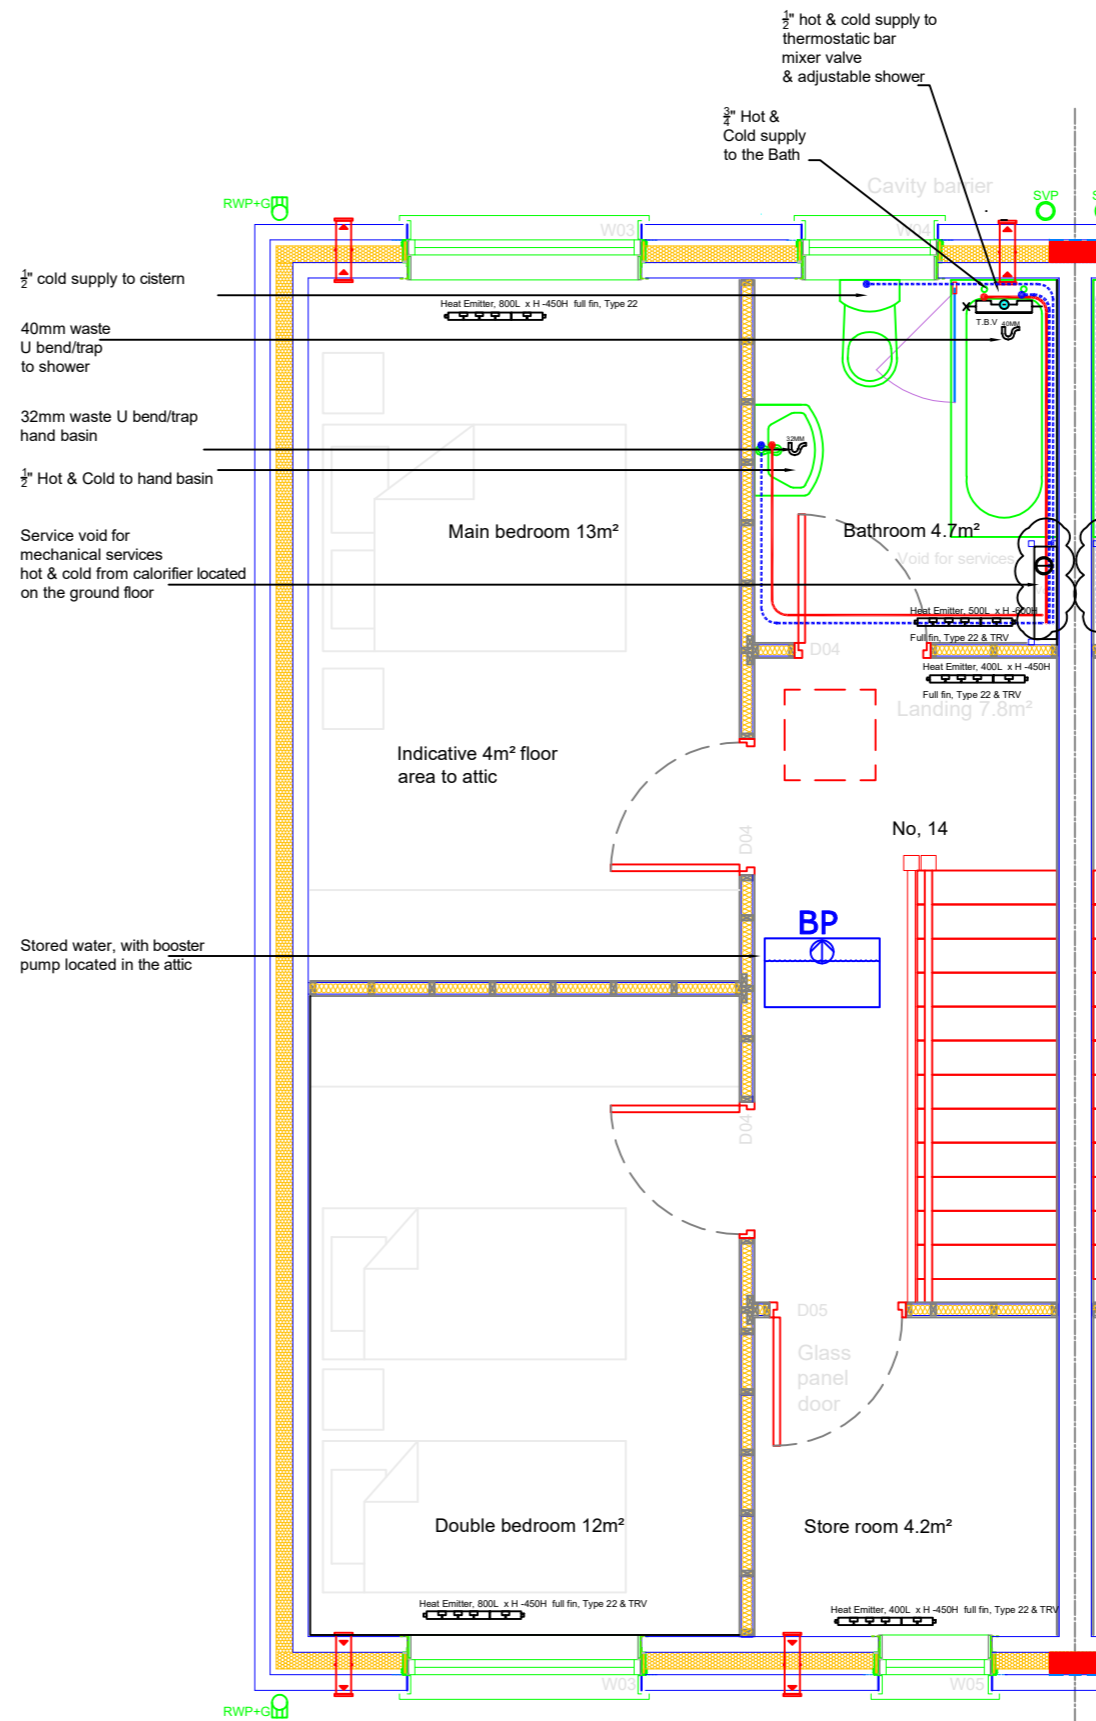 ½" hot & cold supply to
thermostatic bar
mixer valve
& adjustable shower
¾" Hot &
Cold supply
to the Bath
Cavity barrier
RWP+G
SVP
S
W03
W04
½" cold supply to cistern
Heat Emitter, 800L x H -450H full fin, Type 22
40mm waste
U bend/trap
to shower
T.B.V
40MM
32mm waste U bend/trap
hand basin
32MM
½" Hot & Cold to hand basin
Main bedroom 13m²
Bathroom 4.7m²
Service void for
mechanical services
hot & cold from calorifier located
on the ground floor
Void for services
Heat Emitter, 500L x H -600H
Full fin, Type 22 & TRV
D04
Heat Emitter, 400L x H -450H
Full fin, Type 22 & TRV
Landing 7.8m²
Indicative 4m² floor
area to attic
D04
No, 14
BP
Stored water, with booster
pump located in the attic
D04
D05
Glass
panel
door
Double bedroom 12m²
Store room 4.2m²
Heat Emitter, 800L x H -450H full fin, Type 22 & TRV
Heat Emitter, 400L x H -450H full fin, Type 22 & TRV
W03
W05
RWP+G